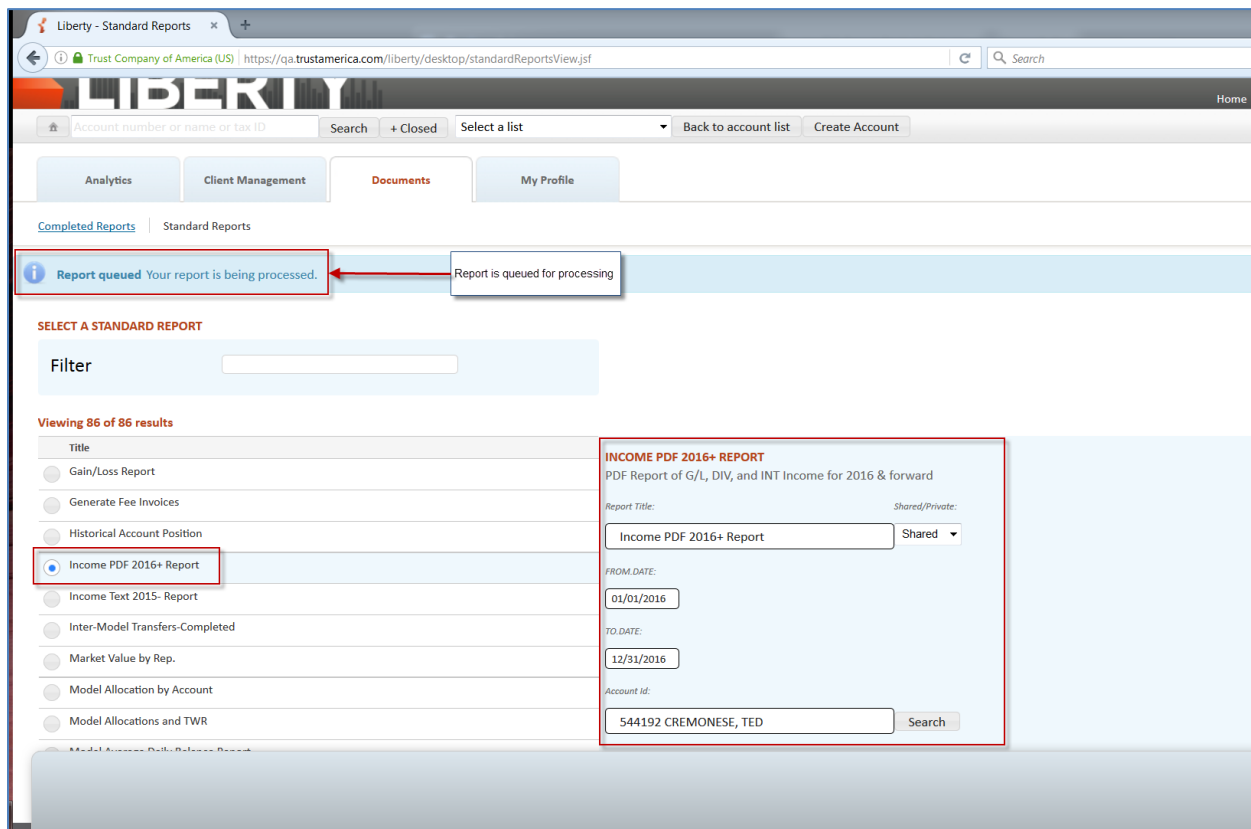 Liberty - Standard Reports × +
Trust Company of America (US) https://qa.trustamerica.com/liberty/desktop/standardReportsView.jsf Search
LIBERTY
Home
Account number or name or tax ID Search + Closed Select a list Back to account list Create Account
Analytics Client Management Documents My Profile
Completed Reports Standard Reports
Report queued Your report is being processed. Report is queued for processing
SELECT A STANDARD REPORT
Filter
Viewing 86 of 86 results
Title
Gain/Loss Report
Generate Fee Invoices
Historical Account Position
Income PDF 2016+ Report
Income Text 2015- Report
Inter-Model Transfers-Completed
Market Value by Rep.
Model Allocation by Account
Model Allocations and TWR
Model Average Daily Balance Report
INCOME PDF 2016+ REPORT
PDF Report of G/L, DIV, and INT Income for 2016 & forward
Report Title: Shared/Private:
Income PDF 2016+ Report Shared
FROM.DATE:
01/01/2016
TO.DATE:
12/31/2016
Account Id:
544192 CREMONESE, TED Search